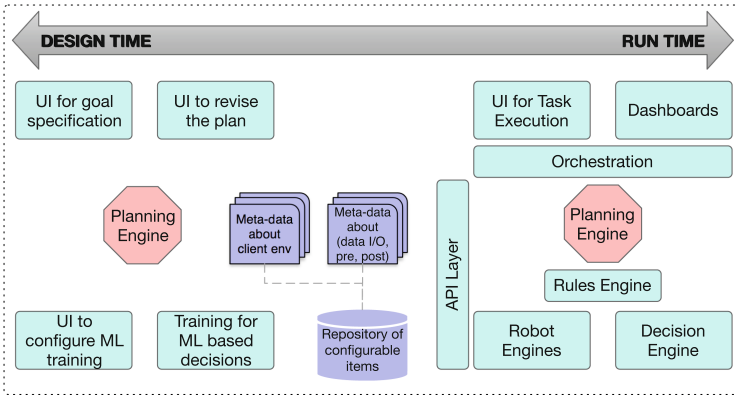 DESIGN TIME
RUN TIME
UI for goal
specification
UI to revise
the plan
UI for Task
Execution
Dashboards
Orchestration
Planning
Engine
Meta-data
about
client env
Meta-data
about
(data I/O,
pre, post)
API Layer
Planning
Engine
Rules Engine
UI to
configure ML
training
Training for
ML based
decisions
Repository of
configurable
items
Robot
Engines
Decision
Engine